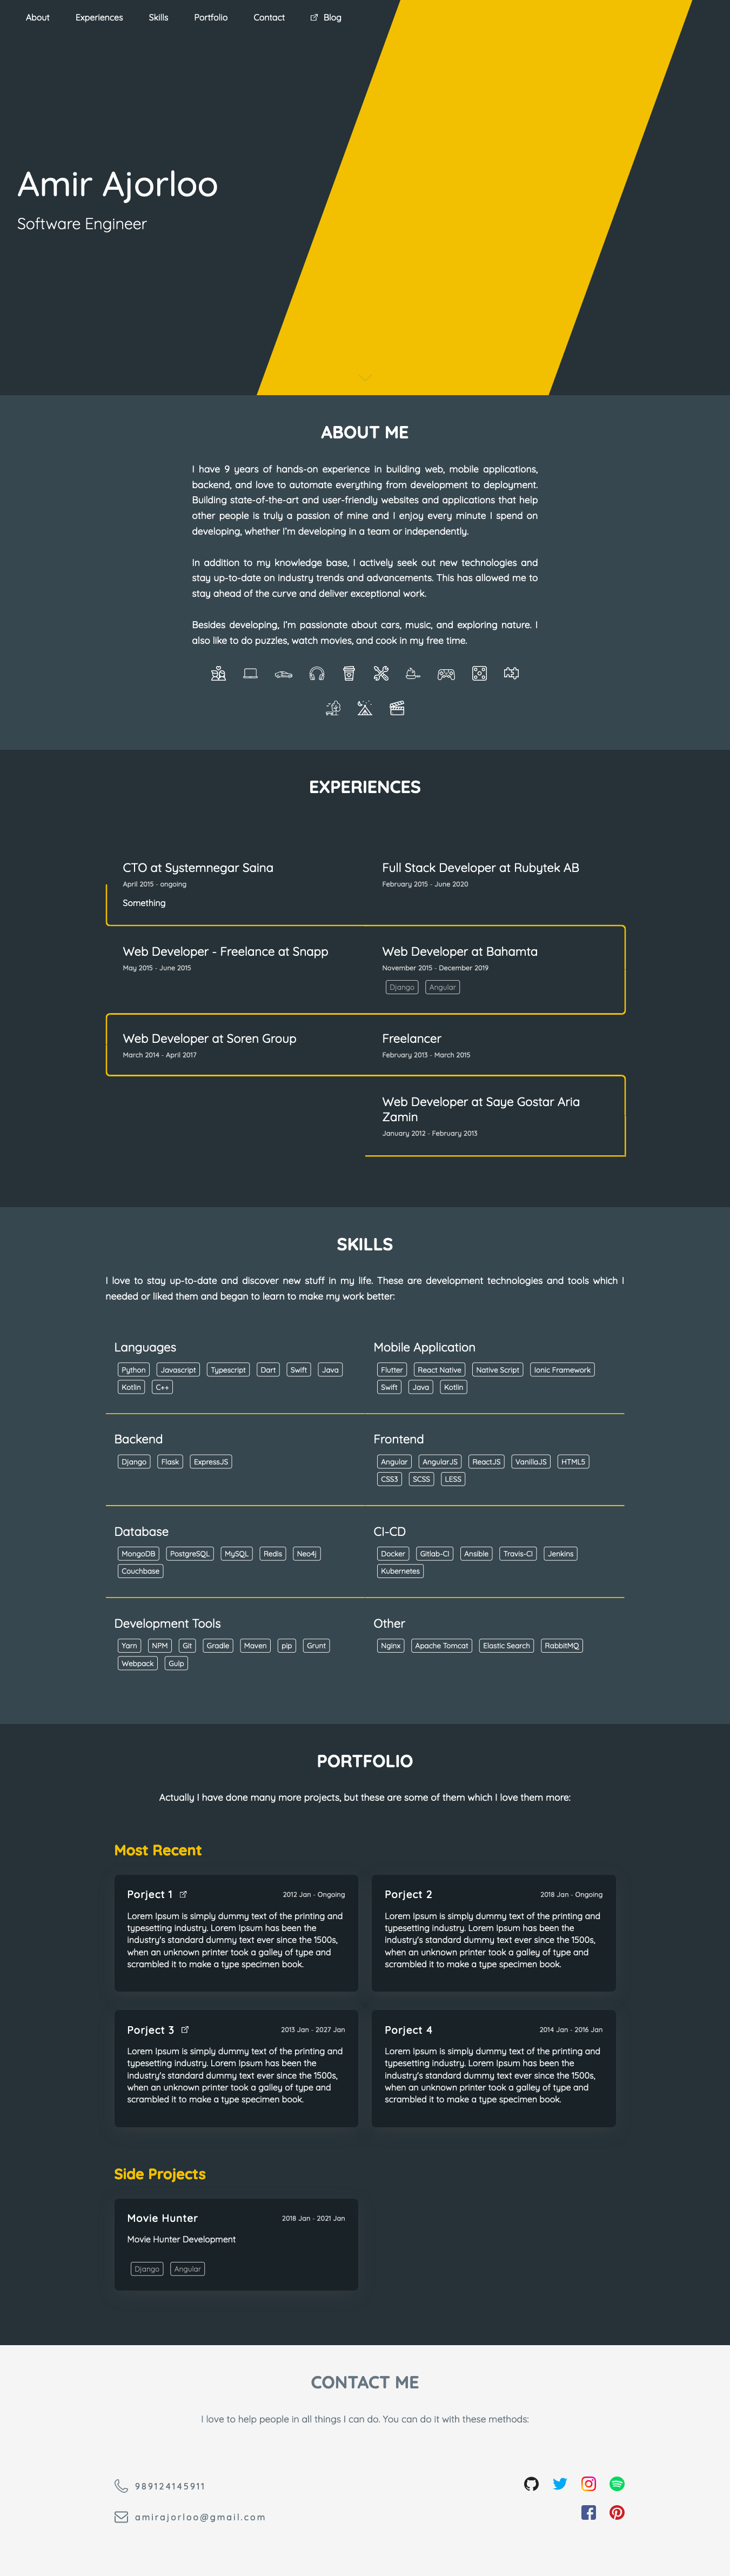 About Experiences Skills Portfolio Contact Blog
Amir Ajorloo
Software Engineer
ABOUT ME
I have 9 years of hands-on experience in building web, mobile applications,
backend, and love to automate everything from development to deployment.
Building state-of-the-art and user-friendly websites and applications that help
other people is truly a passion of mine and I enjoy every minute I spend on
developing, whether I'm developing in a team or independently.
In addition to my knowledge base, I actively seek out new technologies and
stay up-to-date on industry trends and advancements. This has allowed me to
stay ahead of the curve and deliver exceptional work.
Besides developing, I'm passionate about cars, music, and exploring nature. I
also like to do puzzles, watch movies, and cook in my free time.
EXPERIENCES
CTO at Systemnegar Saina
April 2015 - ongoing
Something
Full Stack Developer at Rubytek AB
February 2015 - June 2020
Web Developer - Freelance at Snapp
May 2015 - June 2015
Web Developer at Bahamta
November 2015 - December 2019
Django Angular
Web Developer at Soren Group
March 2014 - April 2017
Freelancer
February 2013 - March 2015
Web Developer at Saye Gostar Aria
Zamin
January 2012 - February 2013
SKILLS
I love to stay up-to-date and discover new stuff in my life. These are development technologies and tools which I
needed or liked them and began to learn to make my work better:
Languages
Python Javascript Typescript Dart Swift Java
Kotlin C++
Mobile Application
Flutter React Native Native Script Ionic Framework
Swift Java Kotlin
Backend
Django Flask ExpressJS
Frontend
Angular AngularJS ReactJS VanillaJS HTML5
CSS3 SCSS LESS
Database
MongoDB PostgreSQL MySQL Redis Neo4j
Couchbase
CI-CD
Docker Gitlab-CI Ansible Travis-CI Jenkins
Kubernetes
Development Tools
Yarn NPM Git Gradle Maven pip Grunt
Webpack Gulp
Other
Nginx Apache Tomcat Elastic Search RabbitMQ
PORTFOLIO
Actually I have done many more projects, but these are some of them which I love them more:
Most Recent
Porject 1 2012 Jan - Ongoing
Lorem Ipsum is simply dummy text of the printing and
typesetting industry. Lorem Ipsum has been the
industry's standard dummy text ever since the 1500s,
when an unknown printer took a galley of type and
scrambled it to make a type specimen book.
Porject 2 2018 Jan - Ongoing
Lorem Ipsum is simply dummy text of the printing and
typesetting industry. Lorem Ipsum has been the
industry's standard dummy text ever since the 1500s,
when an unknown printer took a galley of type and
scrambled it to make a type specimen book.
Porject 3 2013 Jan - 2027 Jan
Lorem Ipsum is simply dummy text of the printing and
typesetting industry. Lorem Ipsum has been the
industry's standard dummy text ever since the 1500s,
when an unknown printer took a galley of type and
scrambled it to make a type specimen book.
Porject 4 2014 Jan - 2016 Jan
Lorem Ipsum is simply dummy text of the printing and
typesetting industry. Lorem Ipsum has been the
industry's standard dummy text ever since the 1500s,
when an unknown printer took a galley of type and
scrambled it to make a type specimen book.
Side Projects
Movie Hunter 2018 Jan - 2021 Jan
Movie Hunter Development
Django Angular
CONTACT ME
I love to help people in all things I can do. You can do it with these methods:
989124145911
amirajorloo@gmail.com